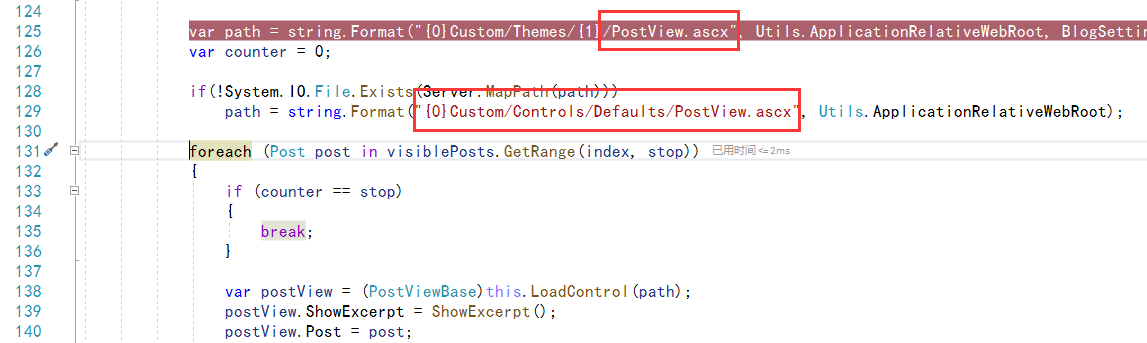 124
125 var path = string.Format("{0}Custom/Themes/{1}/PostView.ascx", Utils.ApplicationRelativeWebRoot, BlogSettin
126 var counter = 0;
127
128 if(!System.IO.File.Exists(Server.MapPath(path)))
129 path = string.Format("{0}Custom/Controls/Defaults/PostView.ascx", Utils.ApplicationRelativeWebRoot);
130
131 foreach (Post post in visiblePosts.GetRange(index, stop)) 已用时间 <= 2ms
132 {
133 if (counter == stop)
134 {
135 break;
136 }
137
138 var postView = (PostViewBase)this.LoadControl(path);
139 postView.ShowExcerpt = ShowExcerpt();
140 postView.Post = post;